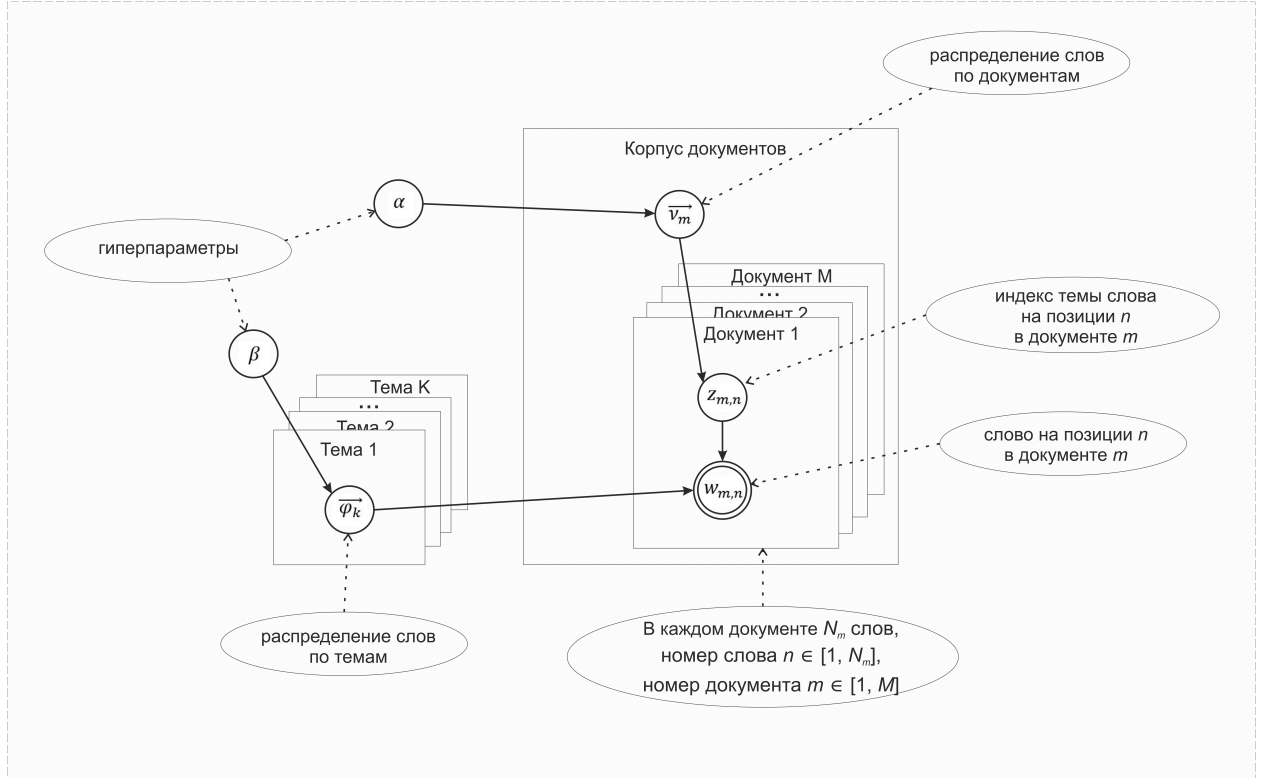 распределение слов
по документам
Корпус документов
α
ν⃗ₘ
гиперпараметры
Документ M
...
Документ 2
Документ 1
индекс темы слова
на позиции n
в документе m
β
Тема K
...
Тема 2
Тема 1
zₘ,ₙ
слово на позиции n
в документе m
wₘ,ₙ
φ⃗ₖ
распределение слов
по темам
В каждом документе Nₘ слов,
номер слова n ∈ [1, Nₘ],
номер документа m ∈ [1, M]